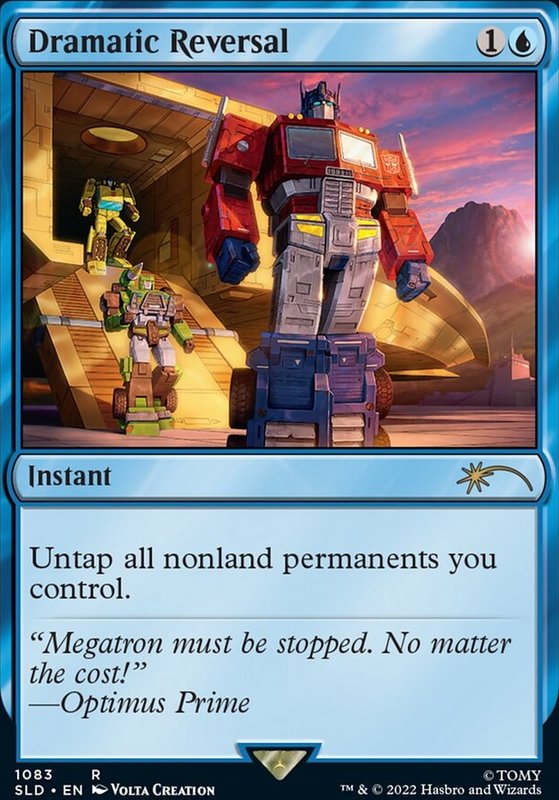 Dramatic Reversal 1
Instant
Untap all nonland permanents you
control.
“Megatron must be stopped. No matter
the cost!”
—Optimus Prime
1083 R © TOMY
SLD • EN Volta Creation ™ & © 2022 Hasbro and Wizards